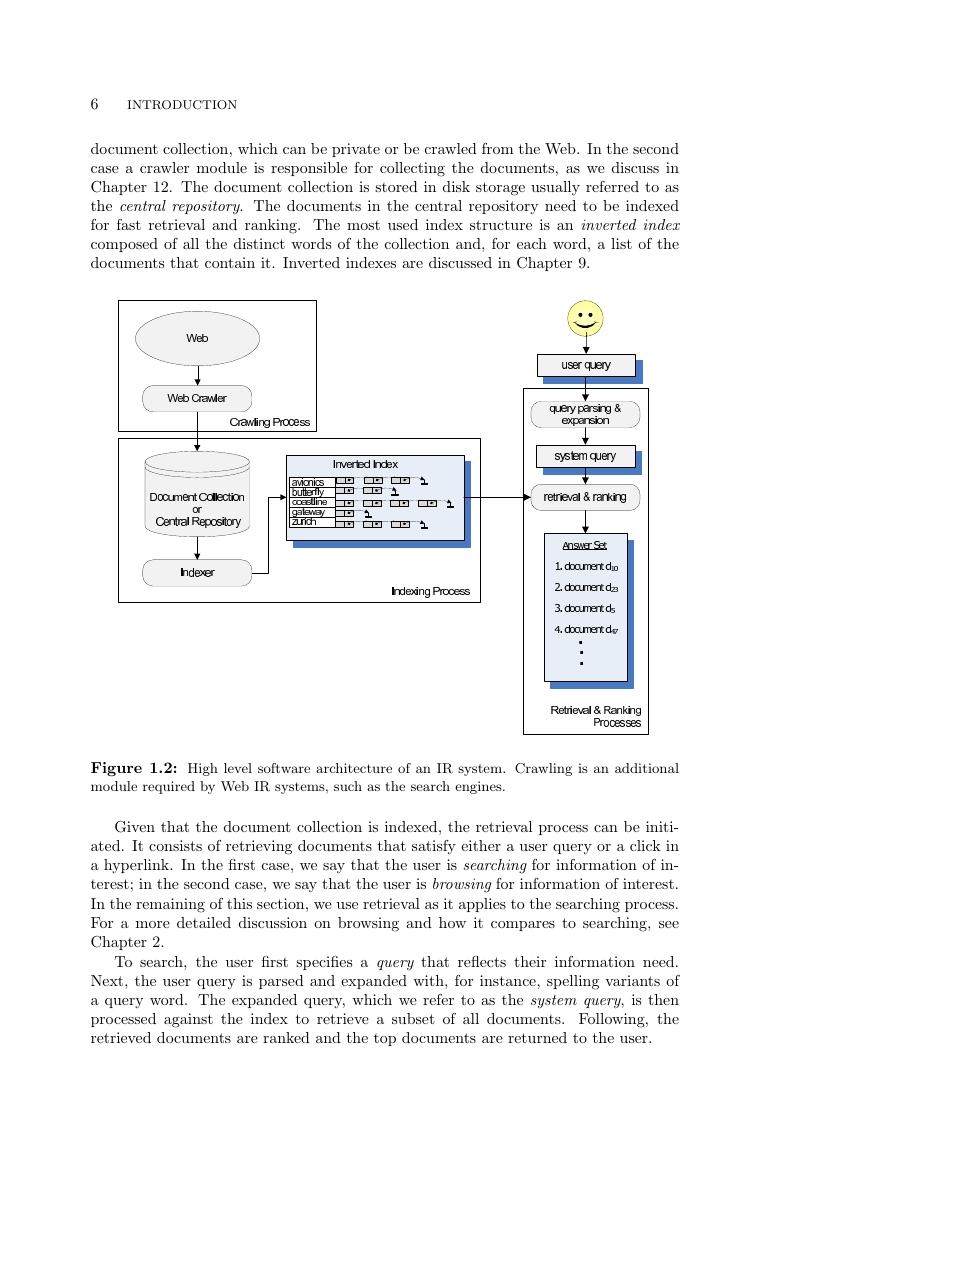 6 INTRODUCTION
document collection, which can be private or be crawled from the Web. In the second
case a crawler module is responsible for collecting the documents, as we discuss in
Chapter 12. The document collection is stored in disk storage usually referred to as
the central repository. The documents in the central repository need to be indexed
for fast retrieval and ranking. The most used index structure is an inverted index
composed of all the distinct words of the collection and, for each word, a list of the
documents that contain it. Inverted indexes are discussed in Chapter 9.
Web
Web Crawler
Crawling Process
Document Collection
or
Central Repository
Indexer
Inverted Index
avionics
butterfly
coastline
gateway
zurich
Indexing Process
user query
query parsing &
expansion
system query
retrieval & ranking
Answer Set
1. document d10
2. document d23
3. document d5
4. document d47
Retrieval & Ranking
Processes
Figure 1.2: High level software architecture of an IR system. Crawling is an additional
module required by Web IR systems, such as the search engines.
Given that the document collection is indexed, the retrieval process can be initi-
ated. It consists of retrieving documents that satisfy either a user query or a click in
a hyperlink. In the first case, we say that the user is searching for information of in-
terest; in the second case, we say that the user is browsing for information of interest.
In the remaining of this section, we use retrieval as it applies to the searching process.
For a more detailed discussion on browsing and how it compares to searching, see
Chapter 2.
To search, the user first specifies a query that reflects their information need.
Next, the user query is parsed and expanded with, for instance, spelling variants of
a query word. The expanded query, which we refer to as the system query, is then
processed against the index to retrieve a subset of all documents. Following, the
retrieved documents are ranked and the top documents are returned to the user.